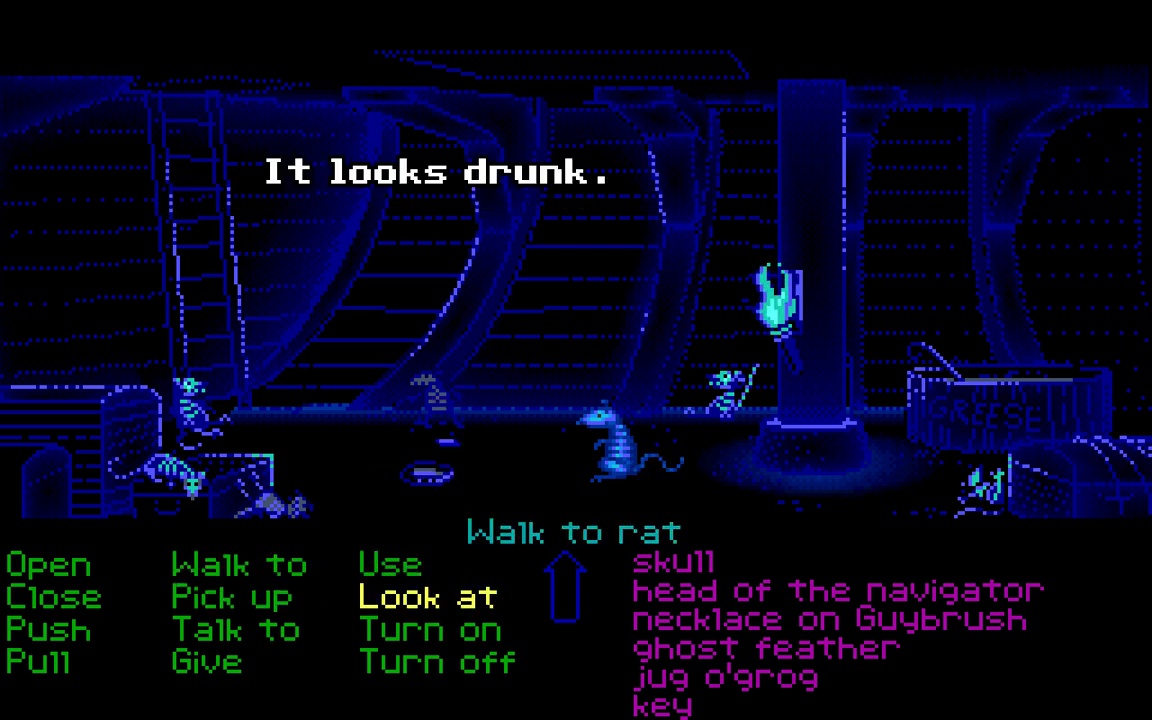 It looks drunk.
GREESE
Walk to rat
Open Walk to Use
Close Pick up Look at
Push Talk to Turn on
Pull Give Turn off
skull
head of the navigator
necklace on Guybrush
ghost feather
jug o'grog
key